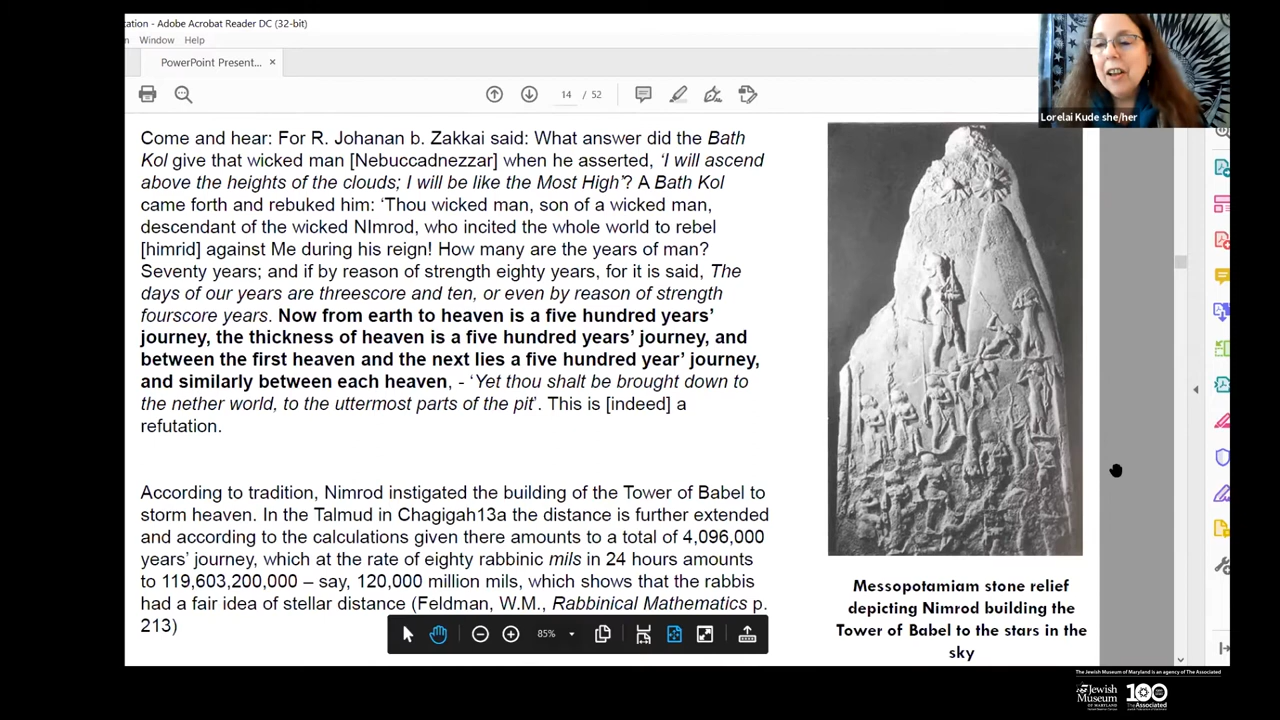 tation - Adobe Acrobat Reader DC (32-bit)
n Window Help
PowerPoint Present... ×
14 / 52
Lorelai Kude she/her
Come and hear: For R. Johanan b. Zakkai said: What answer did the Bath
Kol give that wicked man [Nebuccadnezzar] when he asserted, ‘I will ascend
above the heights of the clouds; I will be like the Most High’? A Bath Kol
came forth and rebuked him: ‘Thou wicked man, son of a wicked man,
descendant of the wicked NImrod, who incited the whole world to rebel
[himrid] against Me during his reign! How many are the years of man?
Seventy years; and if by reason of strength eighty years, for it is said, The
days of our years are threescore and ten, or even by reason of strength
fourscore years. Now from earth to heaven is a five hundred years’
journey, the thickness of heaven is a five hundred years’ journey, and
between the first heaven and the next lies a five hundred year’ journey,
and similarly between each heaven, - ‘Yet thou shalt be brought down to
the nether world, to the uttermost parts of the pit’. This is [indeed] a
refutation.
According to tradition, Nimrod instigated the building of the Tower of Babel to
storm heaven. In the Talmud in Chagigah13a the distance is further extended
and according to the calculations given there amounts to a total of 4,096,000
years’ journey, which at the rate of eighty rabbinic mils in 24 hours amounts
to 119,603,200,000 – say, 120,000 million mils, which shows that the rabbis
had a fair idea of stellar distance (Feldman, W.M., Rabbinical Mathematics p.
213)
Messopotamiam stone relief
depicting Nimrod building the
Tower of Babel to the stars in the
sky
85%
The Jewish Museum of Maryland is an agency of The Associated
Jewish
Museum
100
The Associated